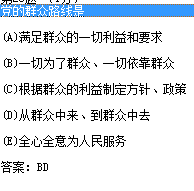 党的群众路线是
(A)满足群众的一切利益和要求
(B)一切为了群众、一切依靠群众
(C)根据群众的利益制定方针、政策
(D)从群众中来、到群众中去
(E)全心全意为人民服务
答案：BD